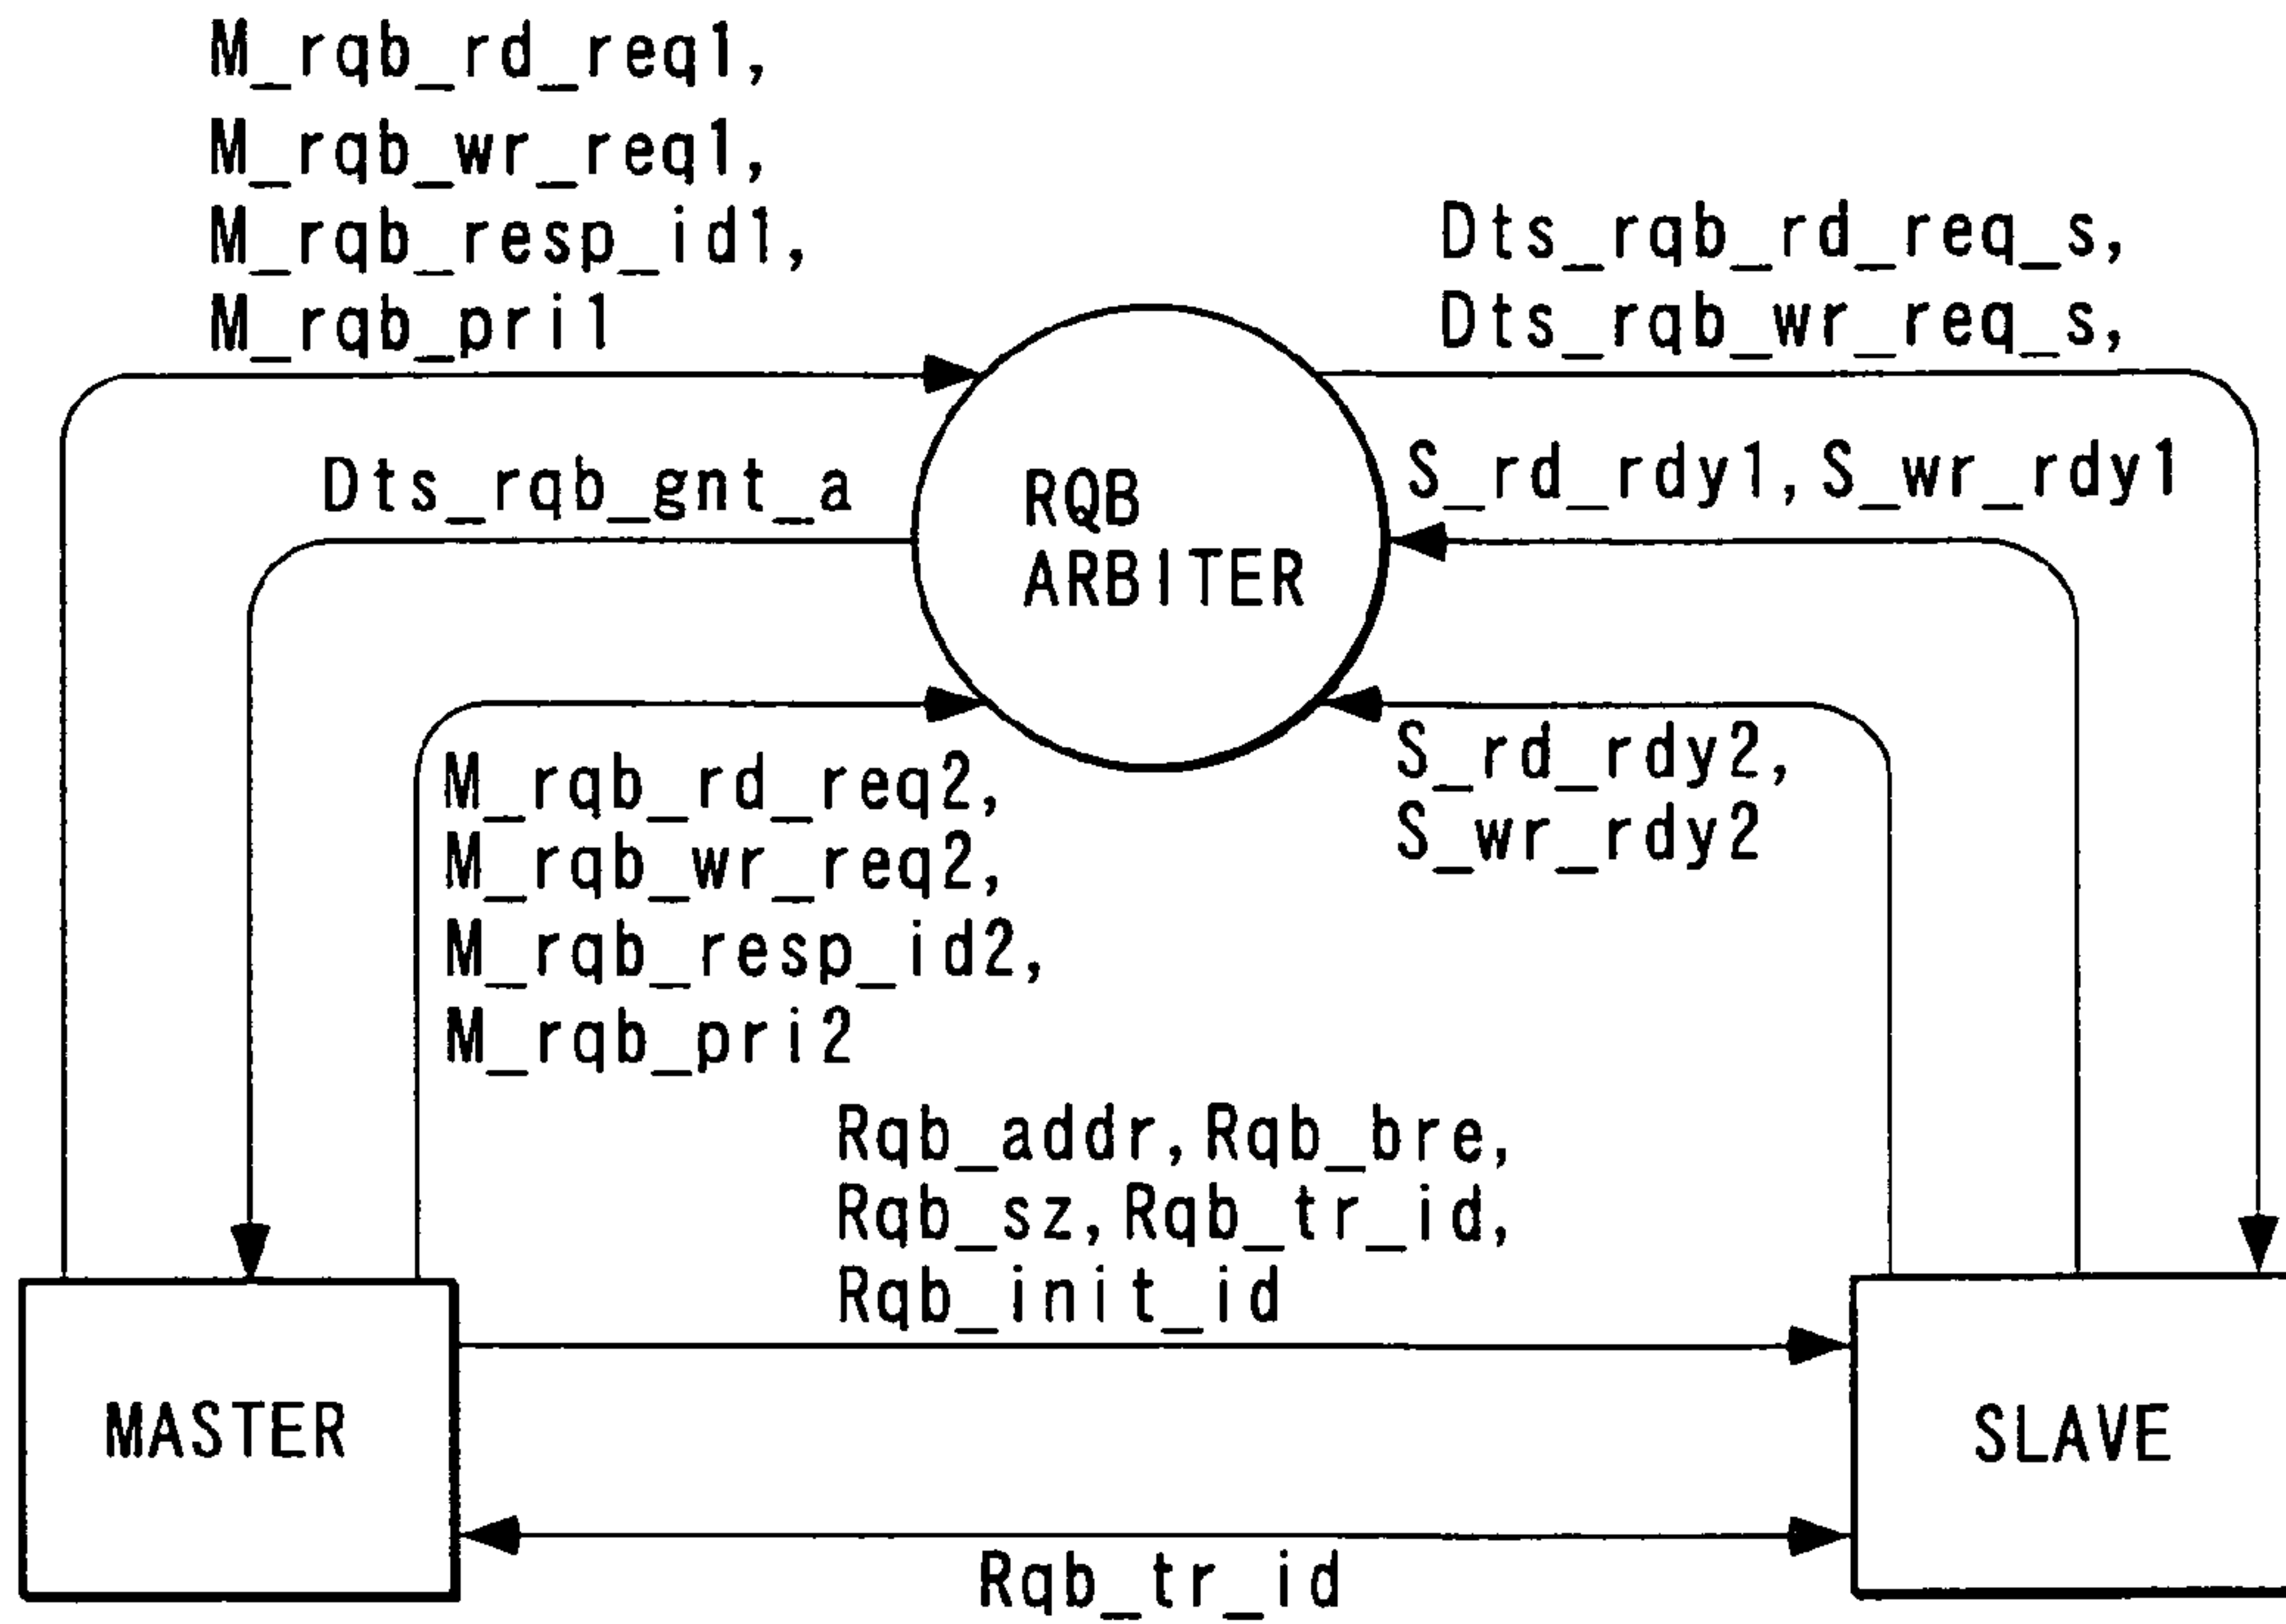 M_rqb_rd_req1,
M_rqb_wr_req1,
M_rqb_resp_id1,
M_rqb_pri1
Dts_rqb_rd_req_s,
Dts_rqb_wr_req_s,
Dts_rqb_gnt_a
RQB
ARBITER
S_rd_rdy1,S_wr_rdy1
M_rqb_rd_req2,
M_rqb_wr_req2,
M_rqb_resp_id2,
M_rqb_pri2
S_rd_rdy2,
S_wr_rdy2
Rqb_addr,Rqb_bre,
Rqb_sz,Rqb_tr_id,
Rqb_init_id
MASTER
SLAVE
Rqb_tr_id